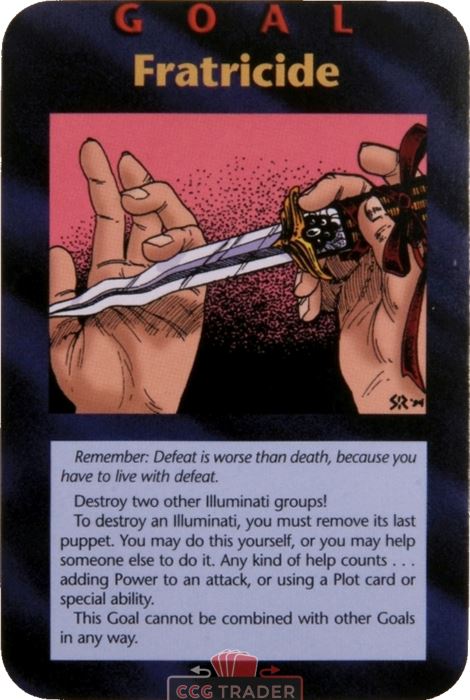 GOAL
Fratricide
SR '94
Remember: Defeat is worse than death, because you
have to live with defeat.
Destroy two other Illuminati groups!
To destroy an Illuminati, you must remove its last
puppet. You may do this yourself, or you may help
someone else to do it. Any kind of help counts . . .
adding Power to an attack, or using a Plot card or
special ability.
This Goal cannot be combined with other Goals
in any way.
CCG TRADER